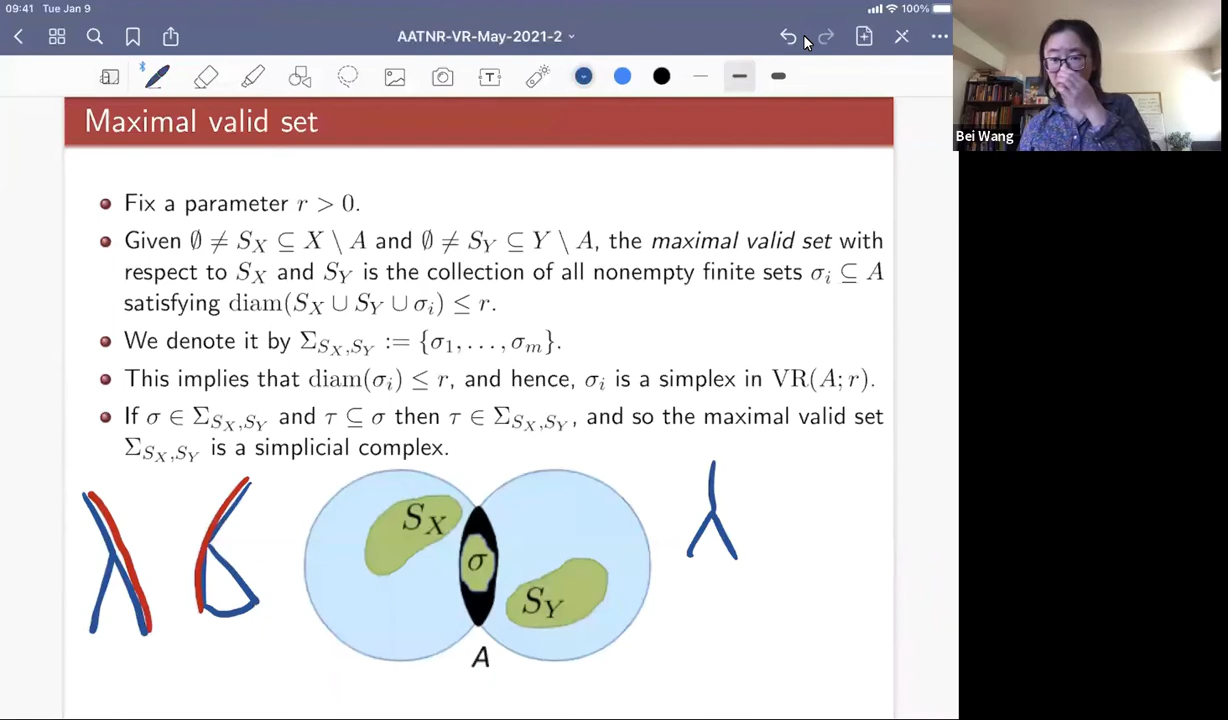 09:41 Tue Jan 9 100%
AATNR-VR-May-2021-2
T
Bei Wang
Maximal valid set
Fix a parameter r > 0.
Given ∅ ≠ S_X ⊆ X \ A and ∅ ≠ S_Y ⊆ Y \ A, the maximal valid set with
respect to S_X and S_Y is the collection of all nonempty finite sets σ_i ⊆ A
satisfying diam(S_X ∪ S_Y ∪ σ_i) ≤ r.
We denote it by Σ_{S_X,S_Y} := {σ_1, . . . , σ_m}.
This implies that diam(σ_i) ≤ r, and hence, σ_i is a simplex in VR(A; r).
If σ ∈ Σ_{S_X,S_Y} and τ ⊆ σ then τ ∈ Σ_{S_X,S_Y}, and so the maximal valid set
Σ_{S_X,S_Y} is a simplicial complex.
S_X
σ
S_Y
A